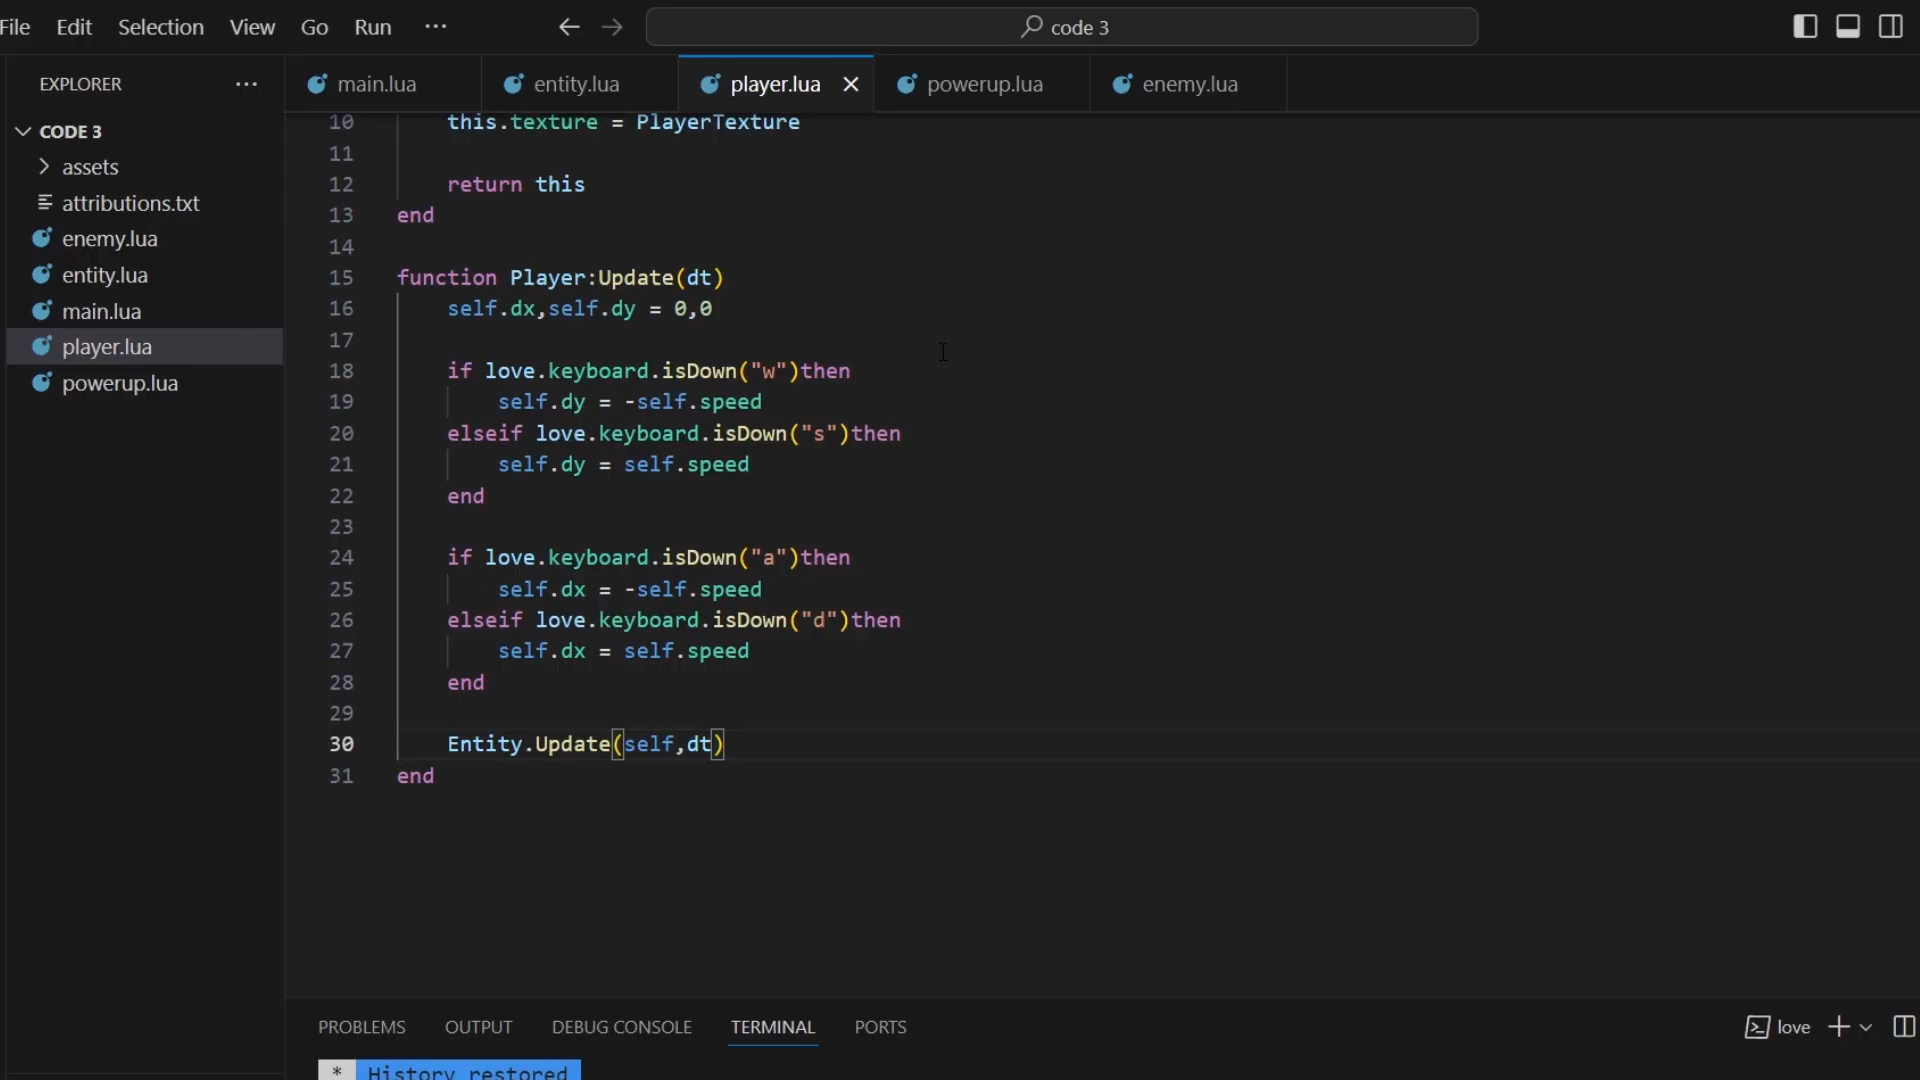 File Edit Selection View Go Run ···
code 3
EXPLORER ···
main.lua
entity.lua
player.lua
powerup.lua
enemy.lua
CODE 3
assets
attributions.txt
enemy.lua
entity.lua
main.lua
player.lua
powerup.lua
10 this.texture = PlayerTexture
11
12 return this
13 end
14
15 function Player:Update(dt)
16 self.dx,self.dy = 0,0
17
18 if love.keyboard.isDown("w")then
19 self.dy = -self.speed
20 elseif love.keyboard.isDown("s")then
21 self.dy = self.speed
22 end
23
24 if love.keyboard.isDown("a")then
25 self.dx = -self.speed
26 elseif love.keyboard.isDown("d")then
27 self.dx = self.speed
28 end
29
30 Entity.Update(self,dt)
31 end
PROBLEMS OUTPUT DEBUG CONSOLE TERMINAL PORTS
love
* History restored